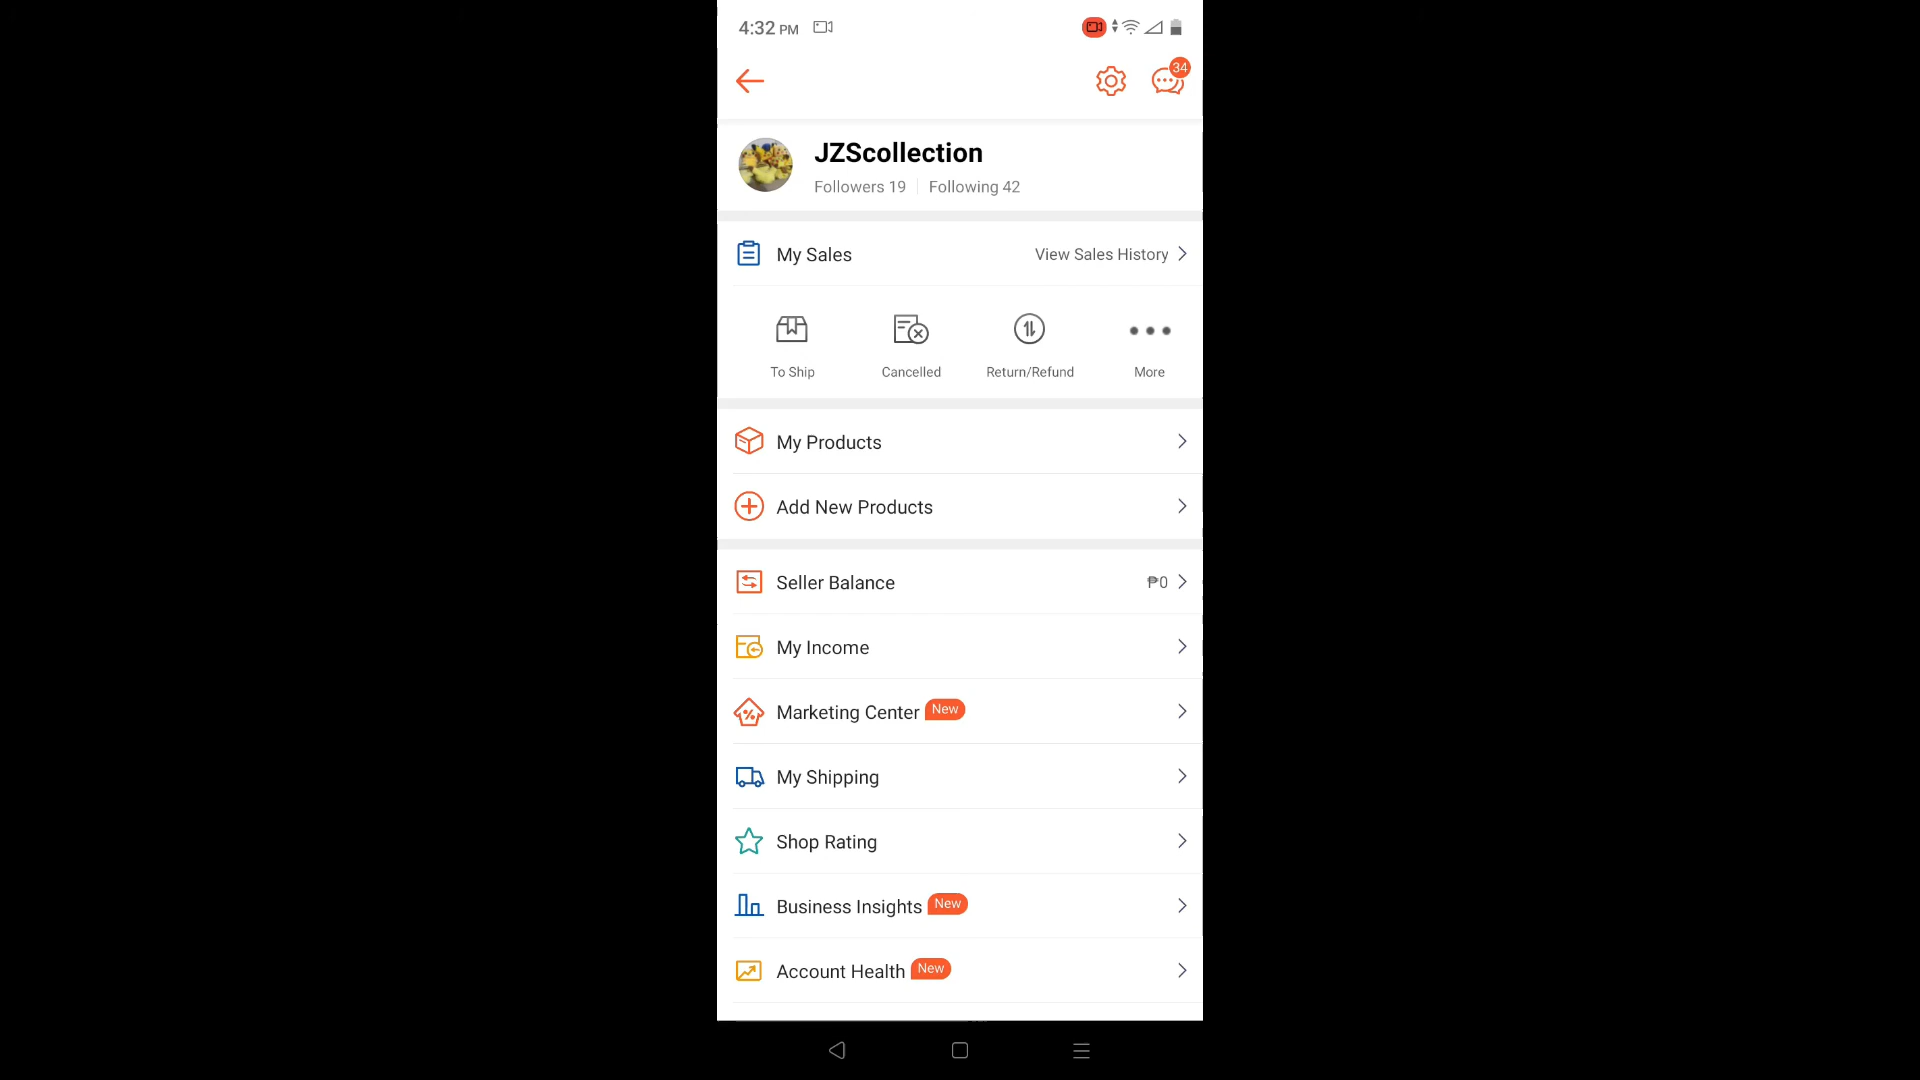 4:32 PM
34
JZScollection
Followers 19 Following 42
My Sales View Sales History
To Ship Cancelled Return/Refund More
My Products
Add New Products
Seller Balance ₱0
My Income
Marketing Center New
My Shipping
Shop Rating
Business Insights New
Account Health New